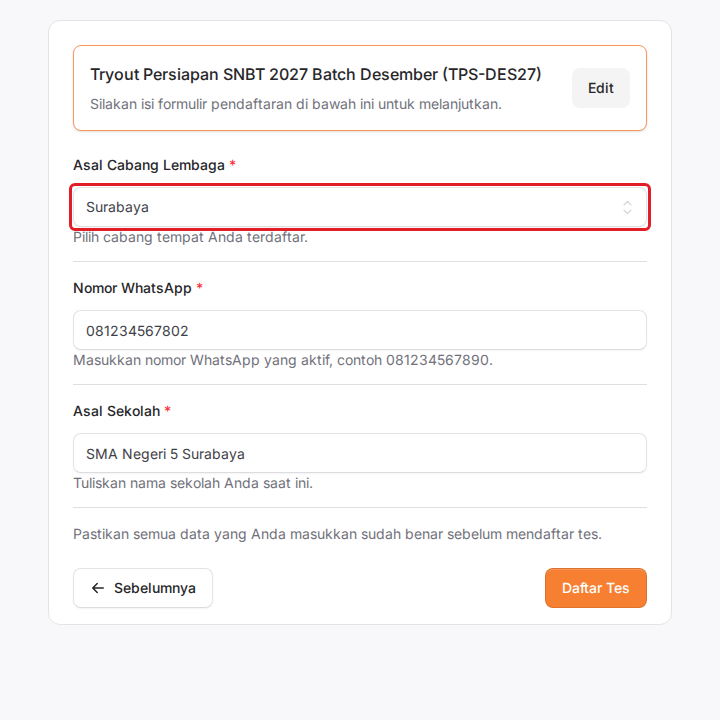 Tryout Persiapan SNBT 2027 Batch Desember (TPS-DES27)
Silakan isi formulir pendaftaran di bawah ini untuk melanjutkan.
Edit
Asal Cabang Lembaga *
Surabaya
Pilih cabang tempat Anda terdaftar.
Nomor WhatsApp *
081234567802
Masukkan nomor WhatsApp yang aktif, contoh 081234567890.
Asal Sekolah *
SMA Negeri 5 Surabaya
Tuliskan nama sekolah Anda saat ini.
Pastikan semua data yang Anda masukkan sudah benar sebelum mendaftar tes.
← Sebelumnya
Daftar Tes